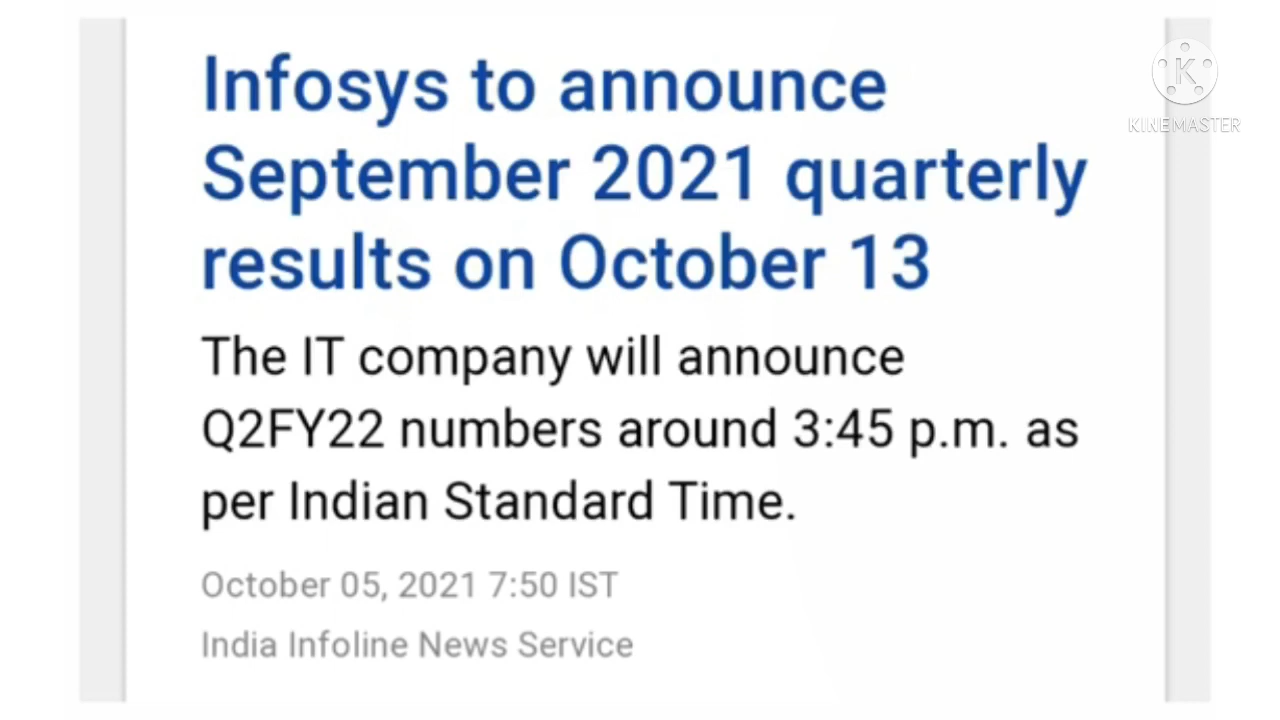 Infosys to announce
September 2021 quarterly
results on October 13
The IT company will announce
Q2FY22 numbers around 3:45 p.m. as
per Indian Standard Time.
October 05, 2021 7:50 IST
India Infoline News Service
K
KINEMASTER